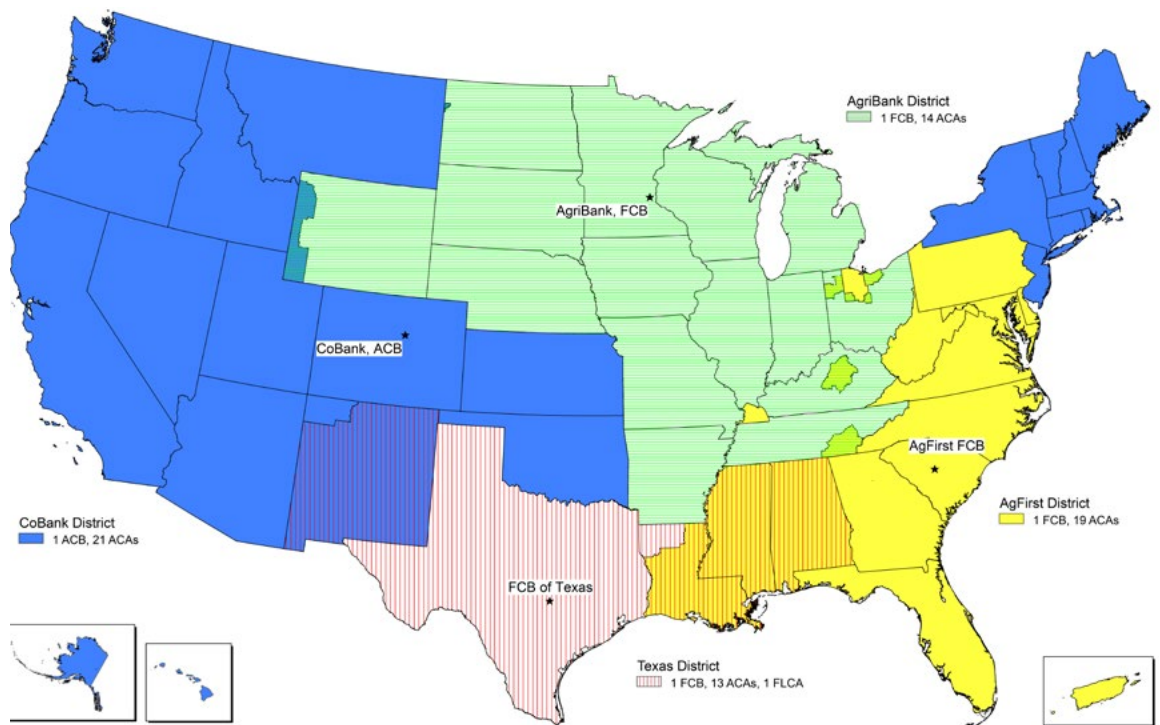 AgriBank District
1 FCB, 14 ACAs
AgriBank, FCB
CoBank, ACB
AgFirst FCB
CoBank District
1 ACB, 21 ACAs
AgFirst District
1 FCB, 19 ACAs
FCB of Texas
Texas District
1 FCB, 13 ACAs, 1 FLCA